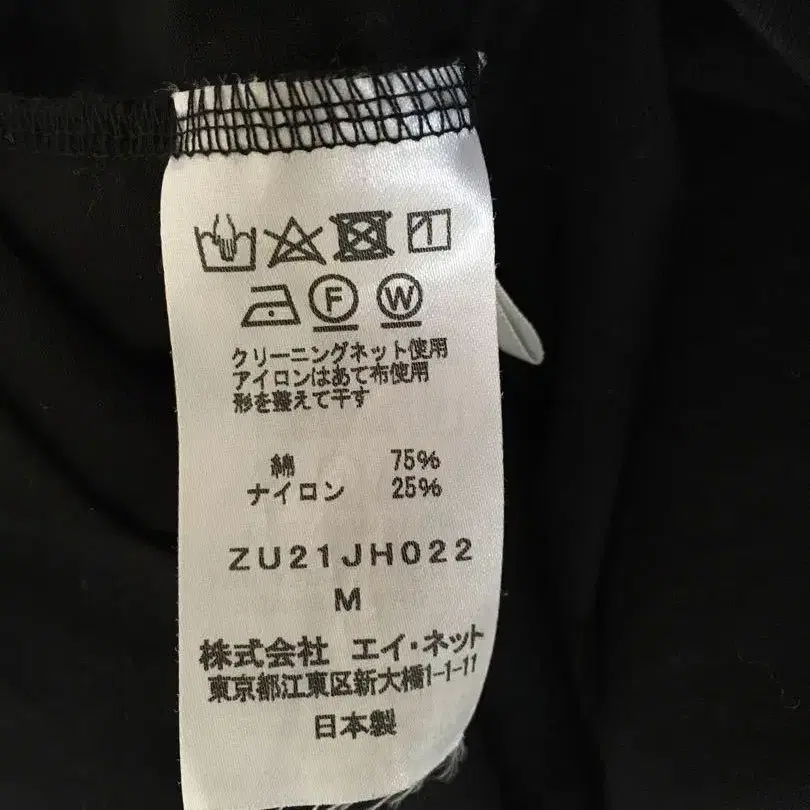 F W
クリーニングネット使用
アイロンはあて布使用
形を整えて干す
綿 75%
ナイロン 25%
ZU21JH022
M
株式会社 エイ・ネット
東京都江東区新大橋1-1-11
日本製